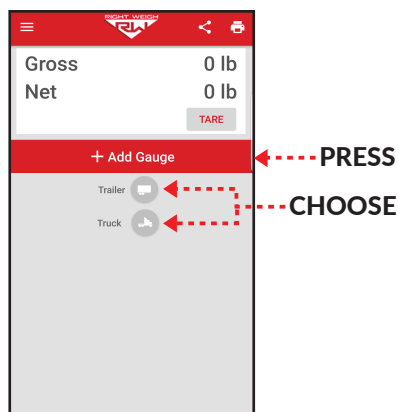 RIGHT WEIGH
RW
Gross 0 lb
Net 0 lb
TARE
+ Add Gauge
PRESS
Trailer
CHOOSE
Truck